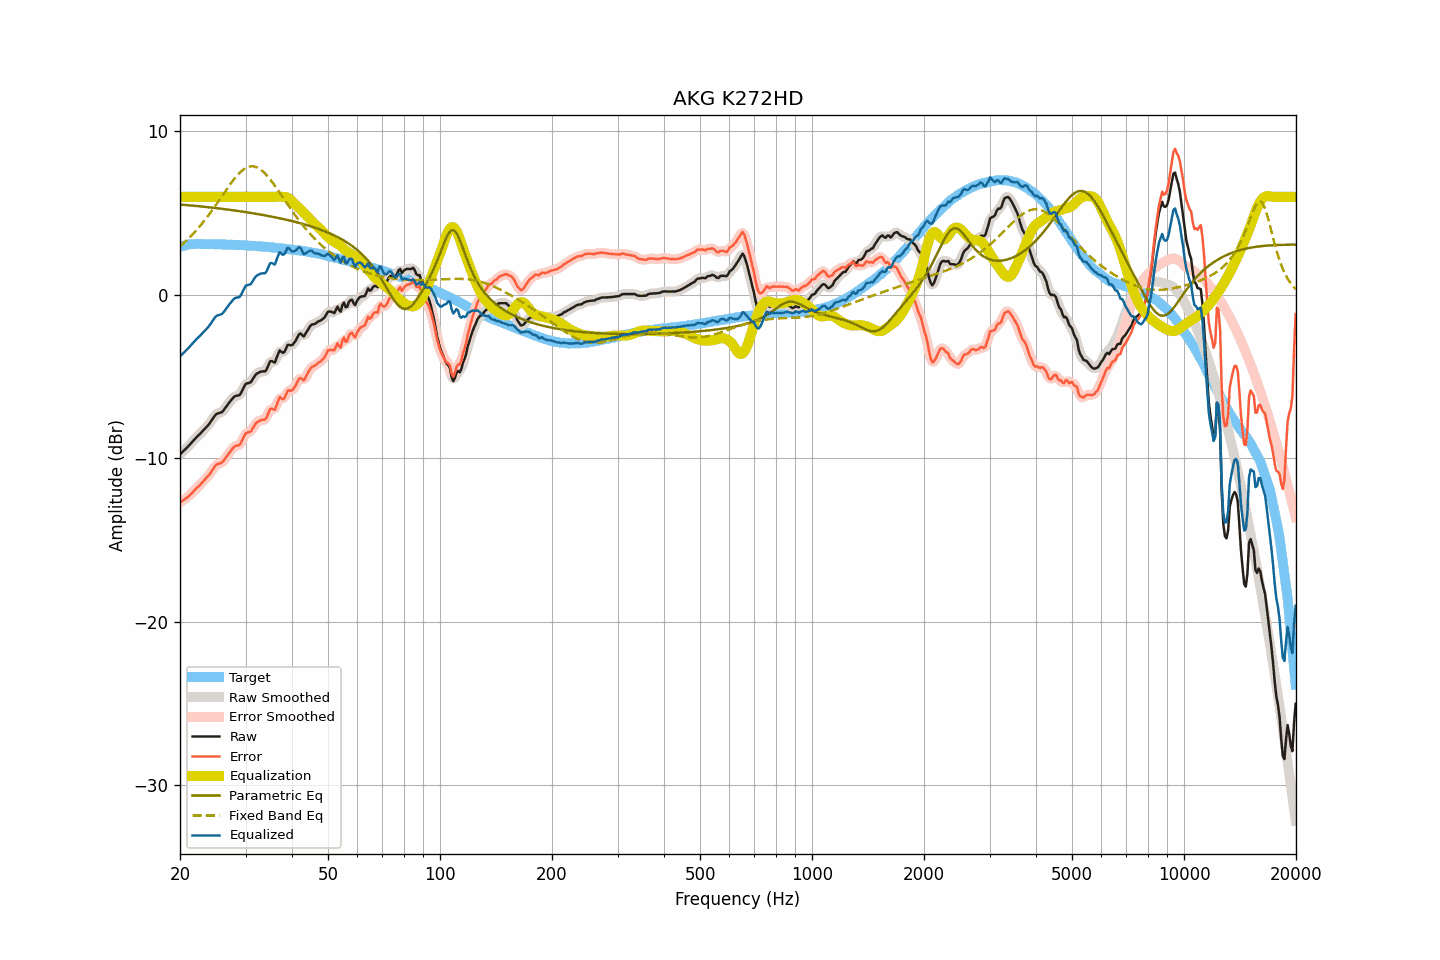 AKG K272HD
10
0
−10
−20
−30
Amplitude (dBr)
Target
Raw Smoothed
Error Smoothed
Raw
Error
Equalization
Parametric Eq
Fixed Band Eq
Equalized
20 50 100 200 500 1000 2000 5000 10000 20000
Frequency (Hz)